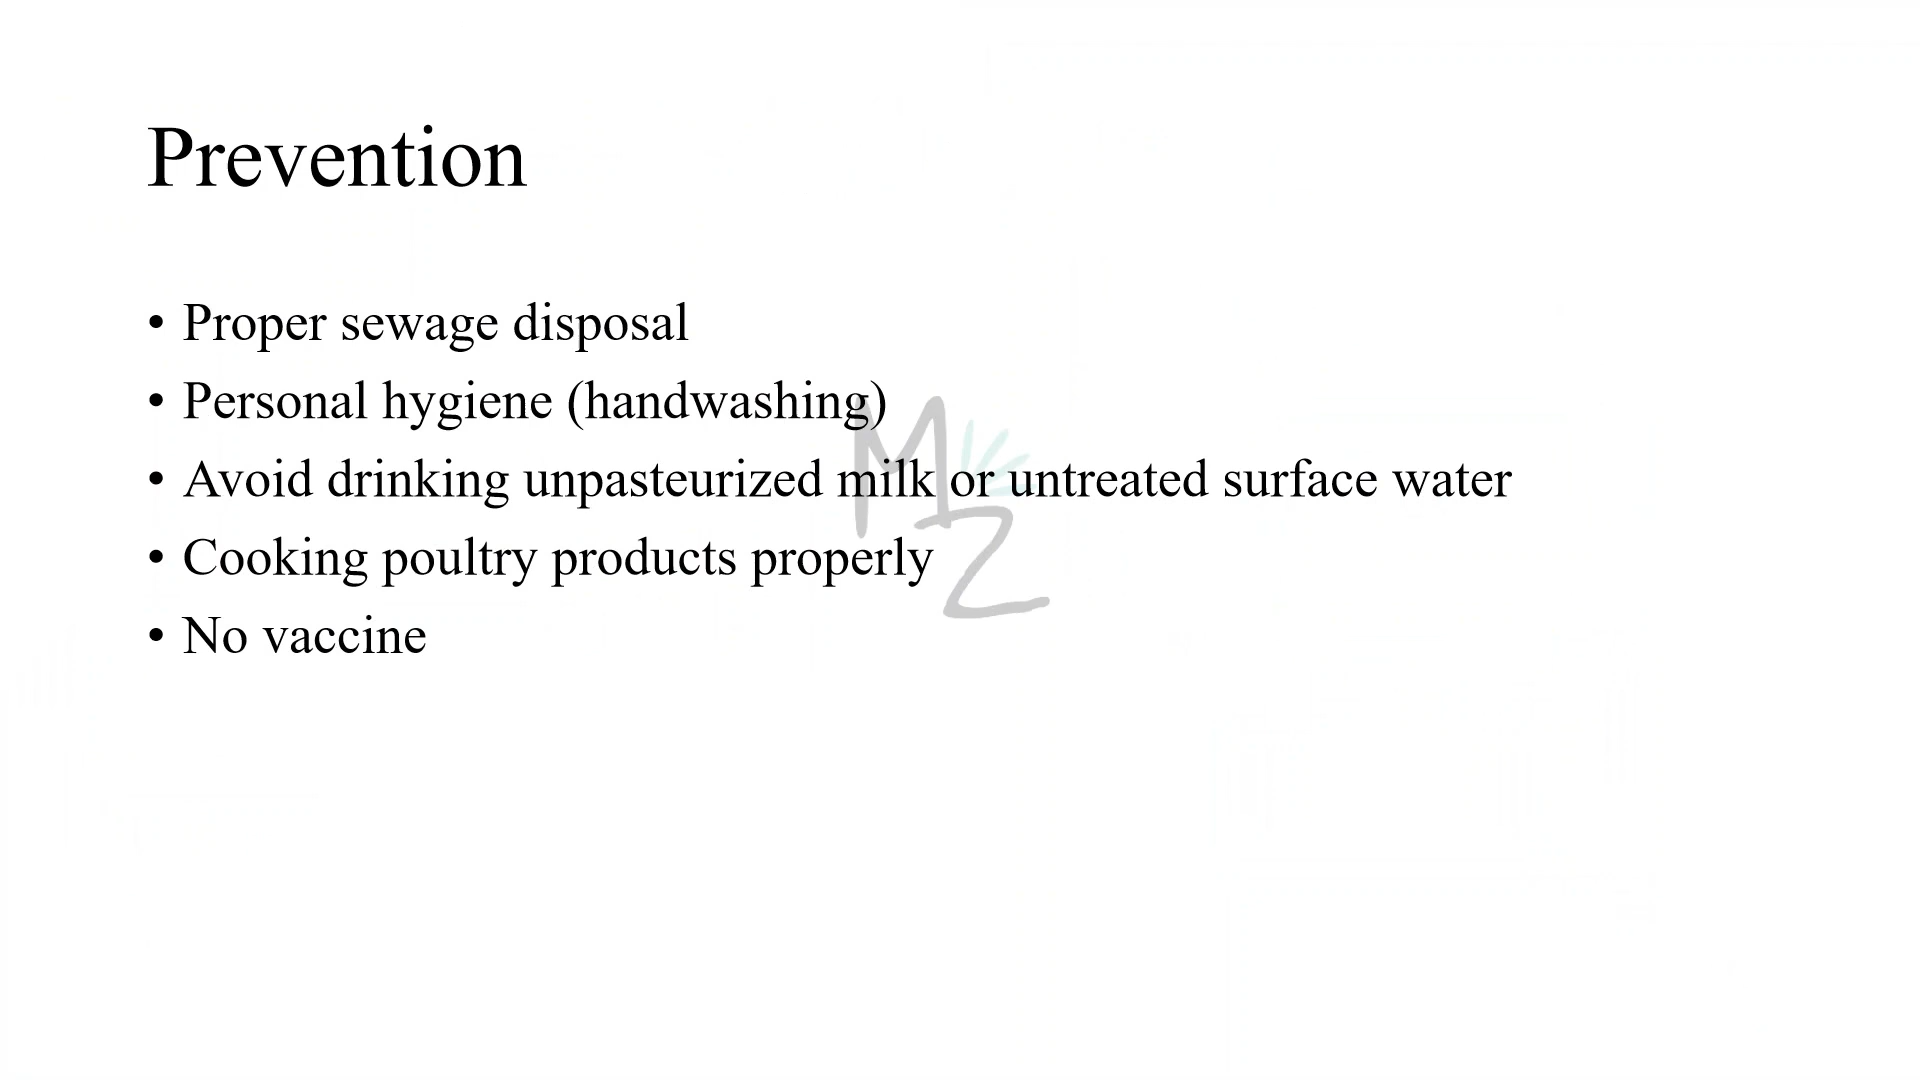 Prevention
• Proper sewage disposal
• Personal hygiene (handwashing)
• Avoid drinking unpasteurized milk or untreated surface water
• Cooking poultry products properly
• No vaccine
MZ